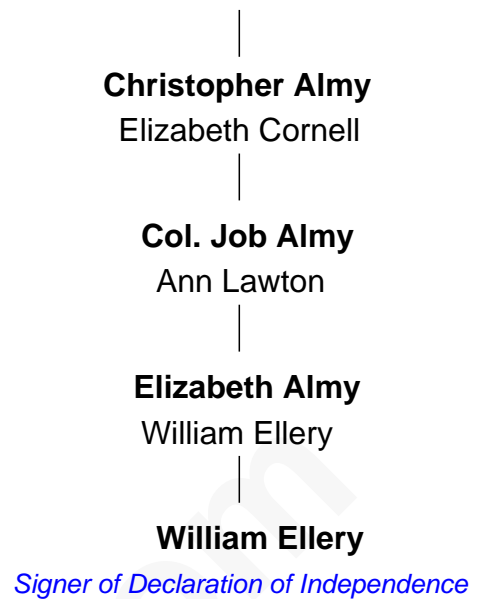 Christopher Almy
Elizabeth Cornell
Col. Job Almy
Ann Lawton
Elizabeth Almy
William Ellery
William Ellery
Signer of Declaration of Independence